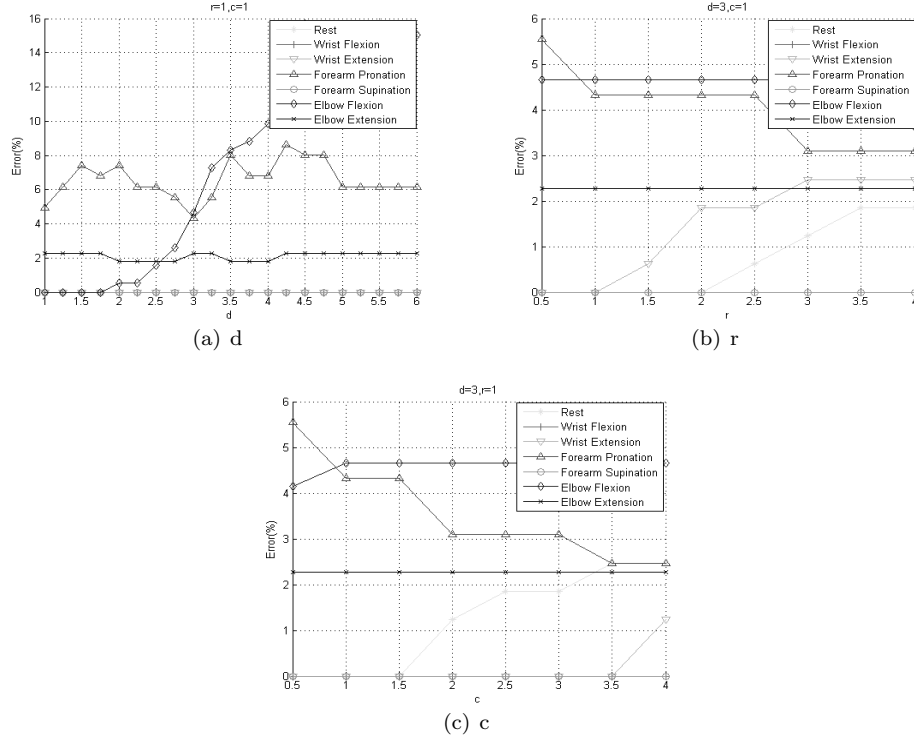 r=1,c=1
16
14
12
10
8
6
4
2
0
Error(%)
1
1.5
2
2.5
3
3.5
4
4.5
5
5.5
6
d
Rest
Wrist Flexion
Wrist Extension
Forearm Pronation
Forearm Supination
Elbow Flexion
Elbow Extension
(a) d
d=3,c=1
6
5
4
3
2
1
0
Error(%)
0.5
1
1.5
2
2.5
3
3.5
4
r
Rest
Wrist Flexion
Wrist Extension
Forearm Pronation
Forearm Supination
Elbow Flexion
Elbow Extension
(b) r
d=3,r=1
6
5
4
3
2
1
0
Error(%)
0.5
1
1.5
2
2.5
3
3.5
4
c
Rest
Wrist Flexion
Wrist Extension
Forearm Pronation
Forearm Supination
Elbow Flexion
Elbow Extension
(c) c